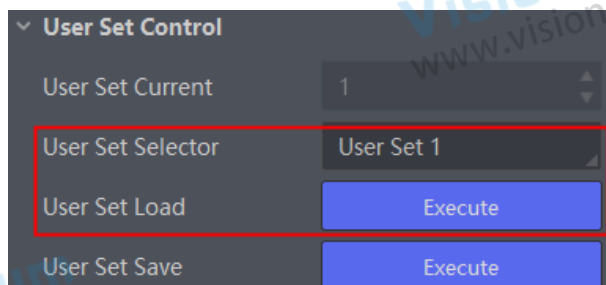 User Set Control
User Set Current 1
User Set Selector User Set 1
User Set Load Execute
User Set Save Execute
www.vision